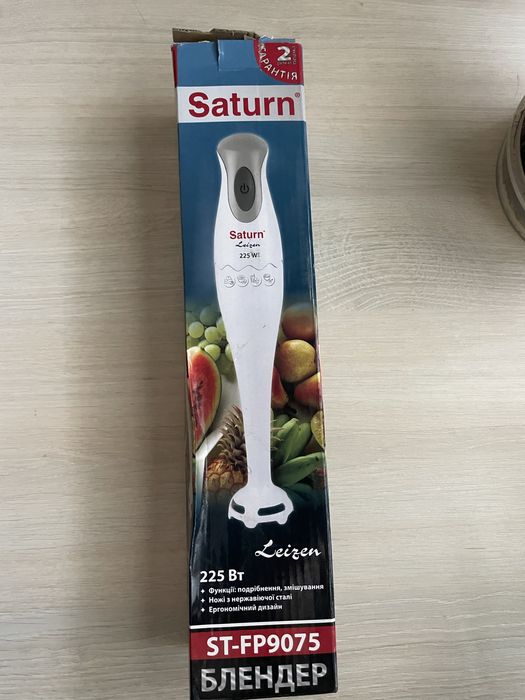 2
ГАРАНТІЯ
Saturn®
Saturn®
Leizen
225 W
Leizen
225 Вт
Функції: подрібнення, змішування
Ножі з нержавіючої сталі
Ергономічний дизайн
ST-FP9075
БЛЕНДЕР